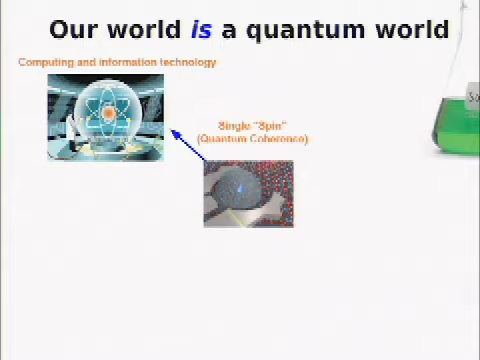 Our world is a quantum world
Computing and information technology
Single "Spin"
(Quantum Coherence)